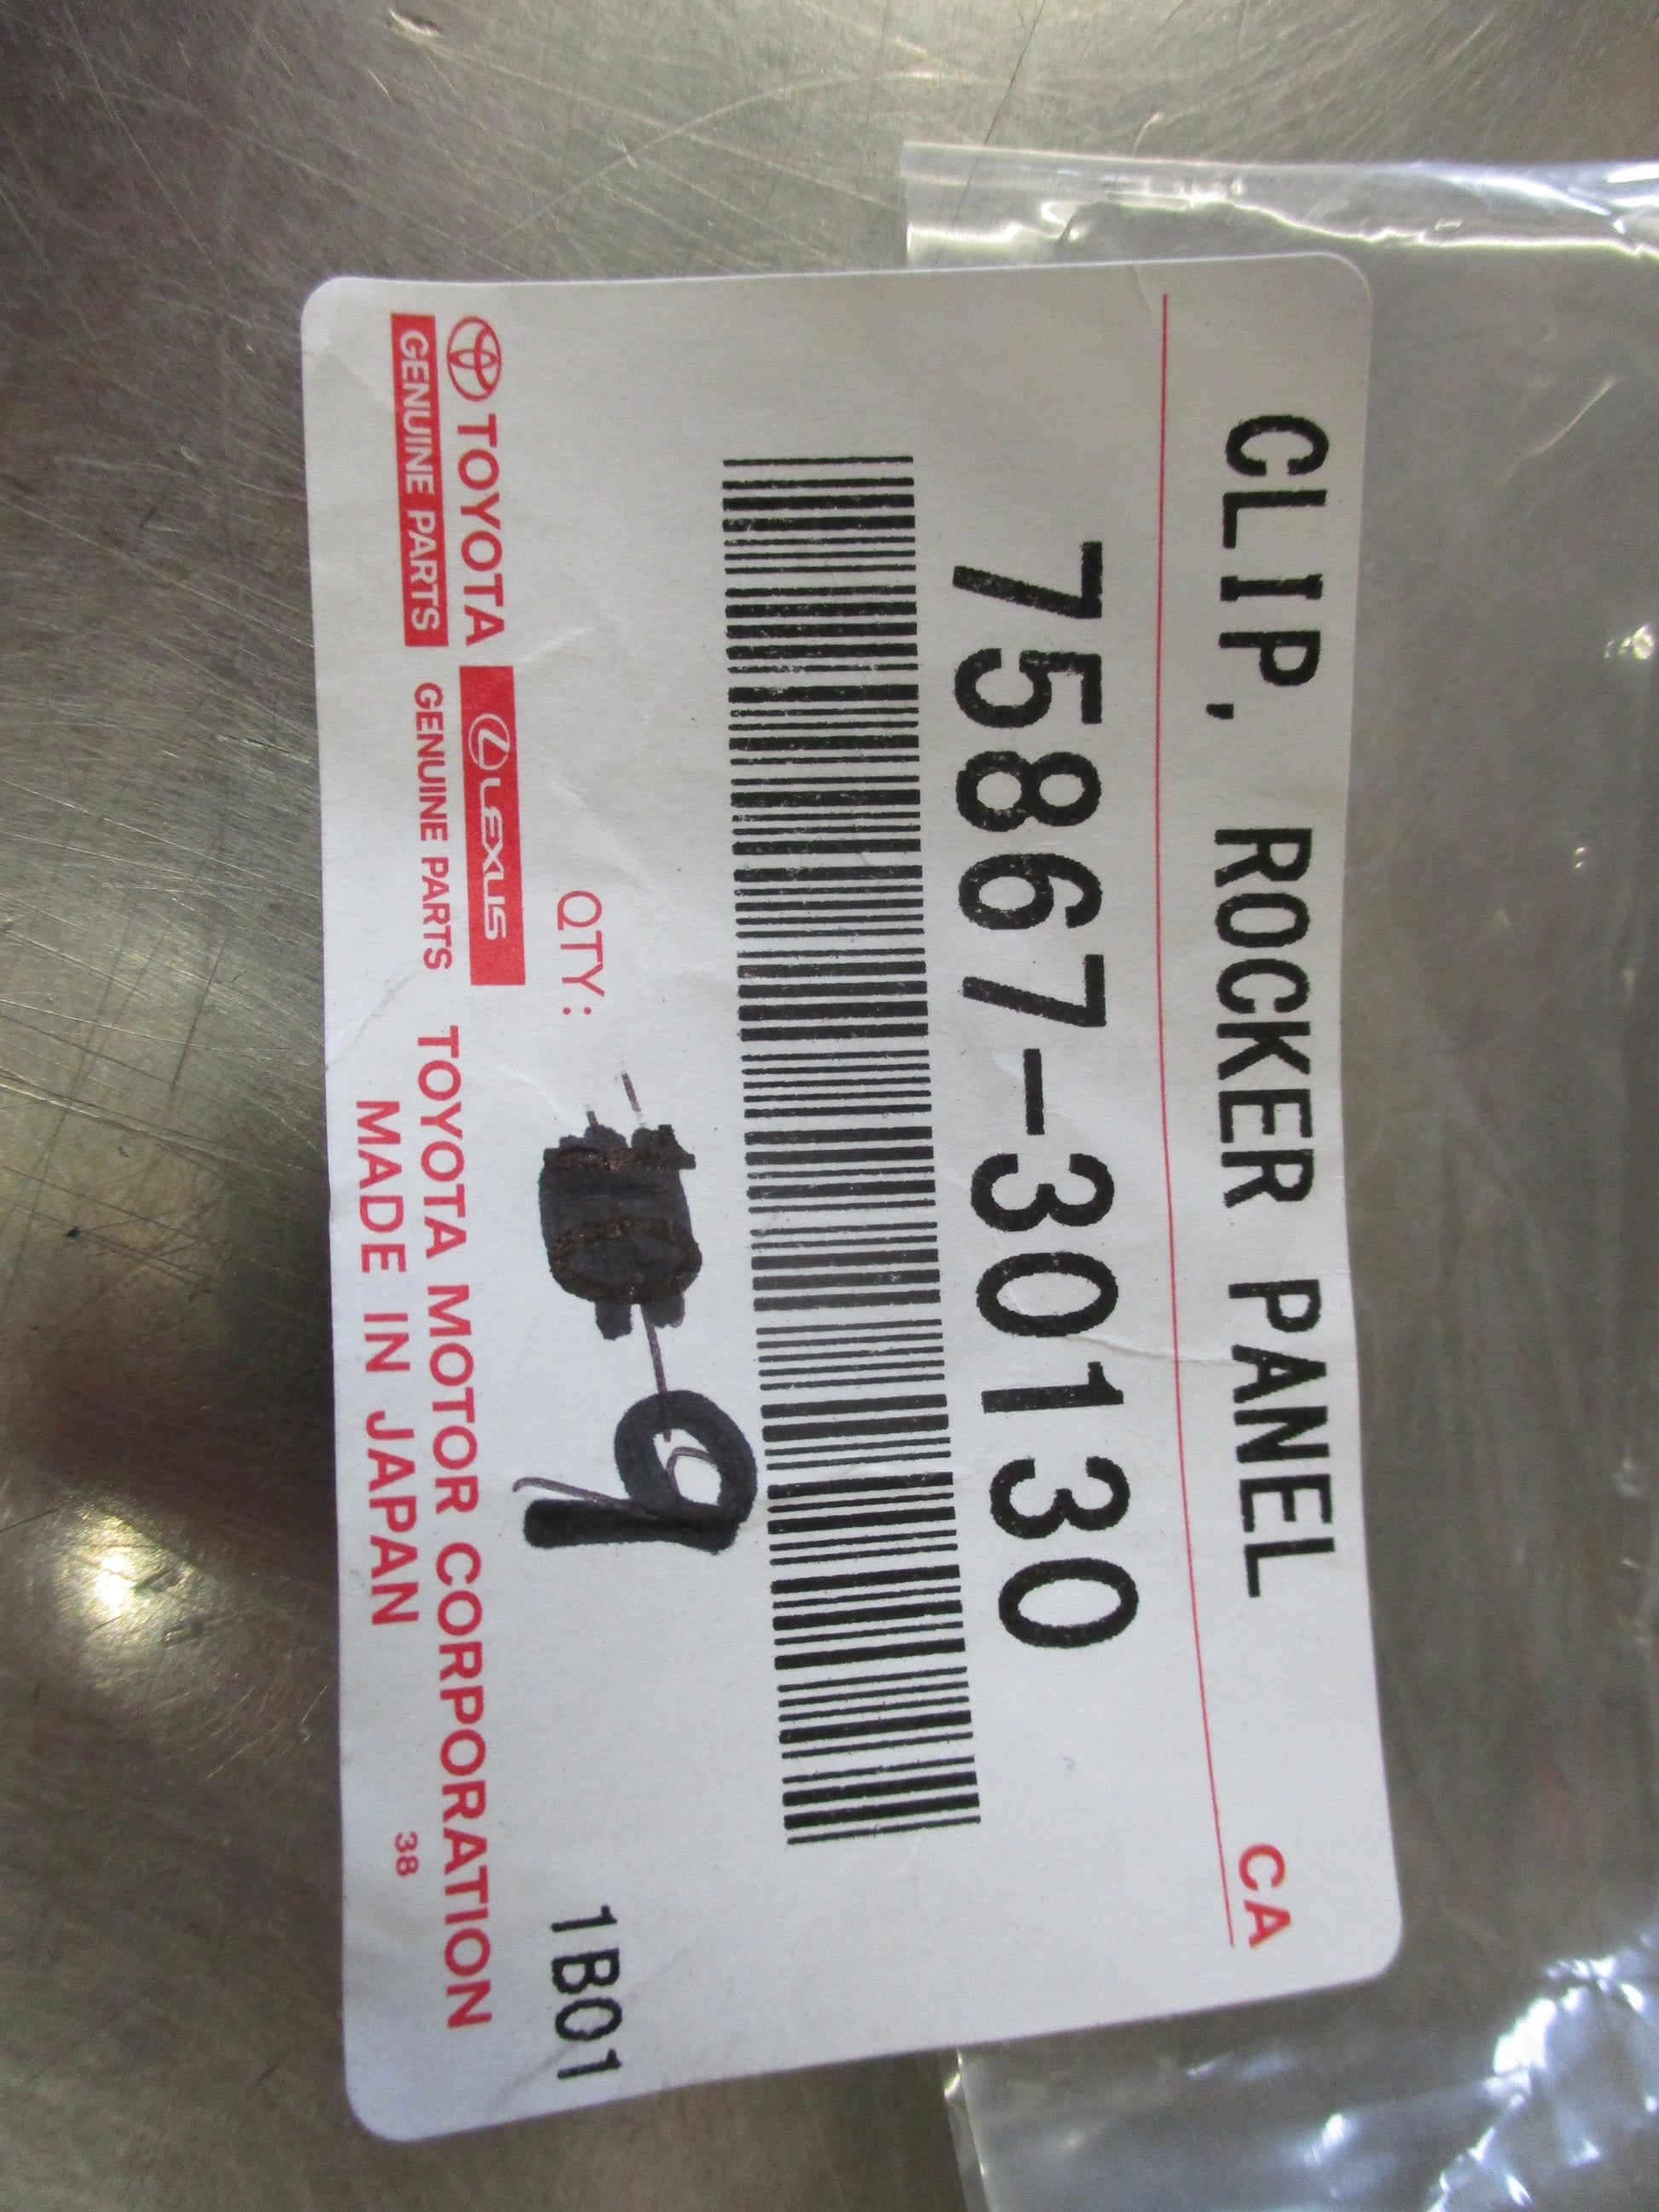 CLIP, ROCKER PANEL CA
75867-30130
QTY: 9 1B01
TOYOTA LEXUS
GENUINE PARTS GENUINE PARTS
TOYOTA MOTOR CORPORATION
MADE IN JAPAN 38